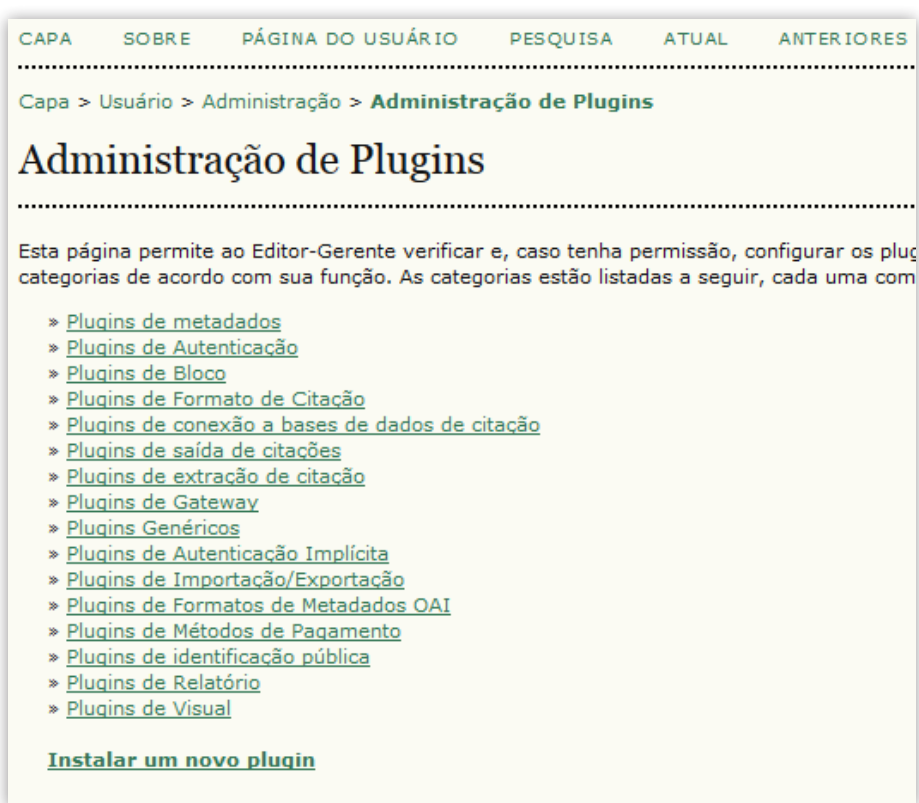 CAPA SOBRE PÁGINA DO USUÁRIO PESQUISA ATUAL ANTERIORES
Capa > Usuário > Administração > Administração de Plugins
Administração de Plugins
Esta página permite ao Editor-Gerente verificar e, caso tenha permissão, configurar os
categorias de acordo com sua função. As categorias estão listadas a seguir, cada uma com
» Plugins de metadados
» Plugins de Autenticação
» Plugins de Bloco
» Plugins de Formato de Citação
» Plugins de conexão a bases de dados de citação
» Plugins de saída de citações
» Plugins de extração de citação
» Plugins de Gateway
» Plugins Genéricos
» Plugins de Autenticação Implícita
» Plugins de Importação/Exportação
» Plugins de Formatos de Metadados OAI
» Plugins de Métodos de Pagamento
» Plugins de identificação pública
» Plugins de Relatório
» Plugins de Visual
Instalar um novo plugin